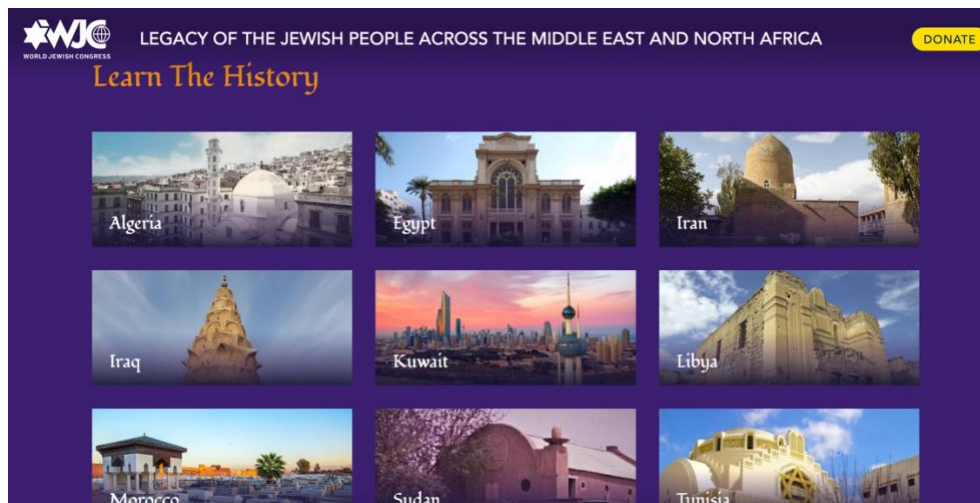 WJC
WORLD JEWISH CONGRESS
LEGACY OF THE JEWISH PEOPLE ACROSS THE MIDDLE EAST AND NORTH AFRICA
DONATE
Learn The History
Algeria
Egypt
Iran
Iraq
Kuwait
Libya
Morocco
Sudan
Tunisia